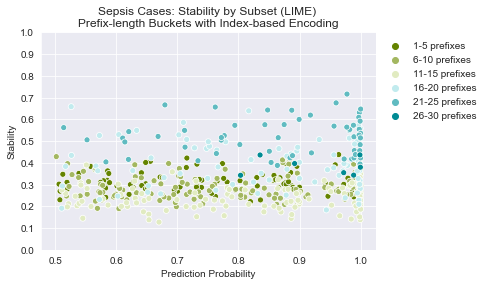 Sepsis Cases: Stability by Subset (LIME)
Prefix-length Buckets with Index-based Encoding
1.0
0.9
0.8
0.7
0.6
0.5
0.4
0.3
0.2
0.1
0.0
Stability
0.5 0.6 0.7 0.8 0.9 1.0
Prediction Probability
1-5 prefixes
6-10 prefixes
11-15 prefixes
16-20 prefixes
21-25 prefixes
26-30 prefixes